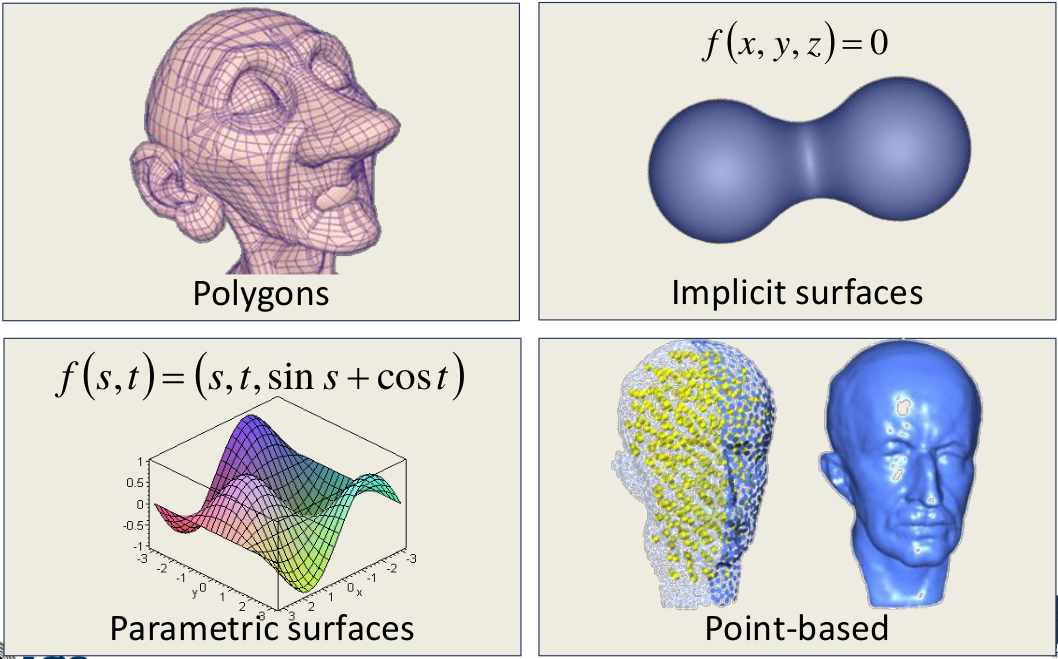 Polygons
f(x, y, z) = 0
Implicit surfaces
f(s,t) = (s,t,sin s + cos t)
1
0.5
0
-0.5
-1
-3
-2
-1
y
0
1
2
3
3
2
1
0
x
-1
-2
-3
Parametric surfaces
Point-based